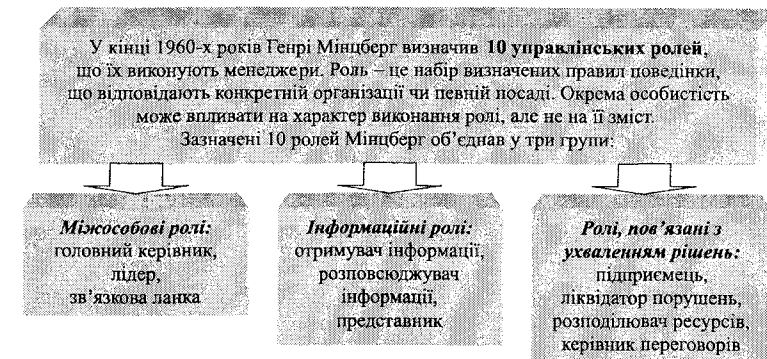 У кінці 1960-х років Генрі Мінцберг визначив 10 управлінських ролей,
що їх виконують менеджери. Роль – це набір визначених правил поведінки,
що відповідають конкретній організації чи певній посаді. Окрема особистість
може впливати на характер виконання ролі, але не на її зміст.
Зазначені 10 ролей Мінцберг об’єднав у три групи:
Міжособові ролі:
головний керівник,
лідер,
зв’язкова ланка
Інформаційні ролі:
отримувач інформації,
розповсюджувач
інформації,
представник
Ролі, пов’язані з
ухваленням рішень:
підприємець,
ліквідатор порушень,
розподілювач ресурсів,
керівник переговорів